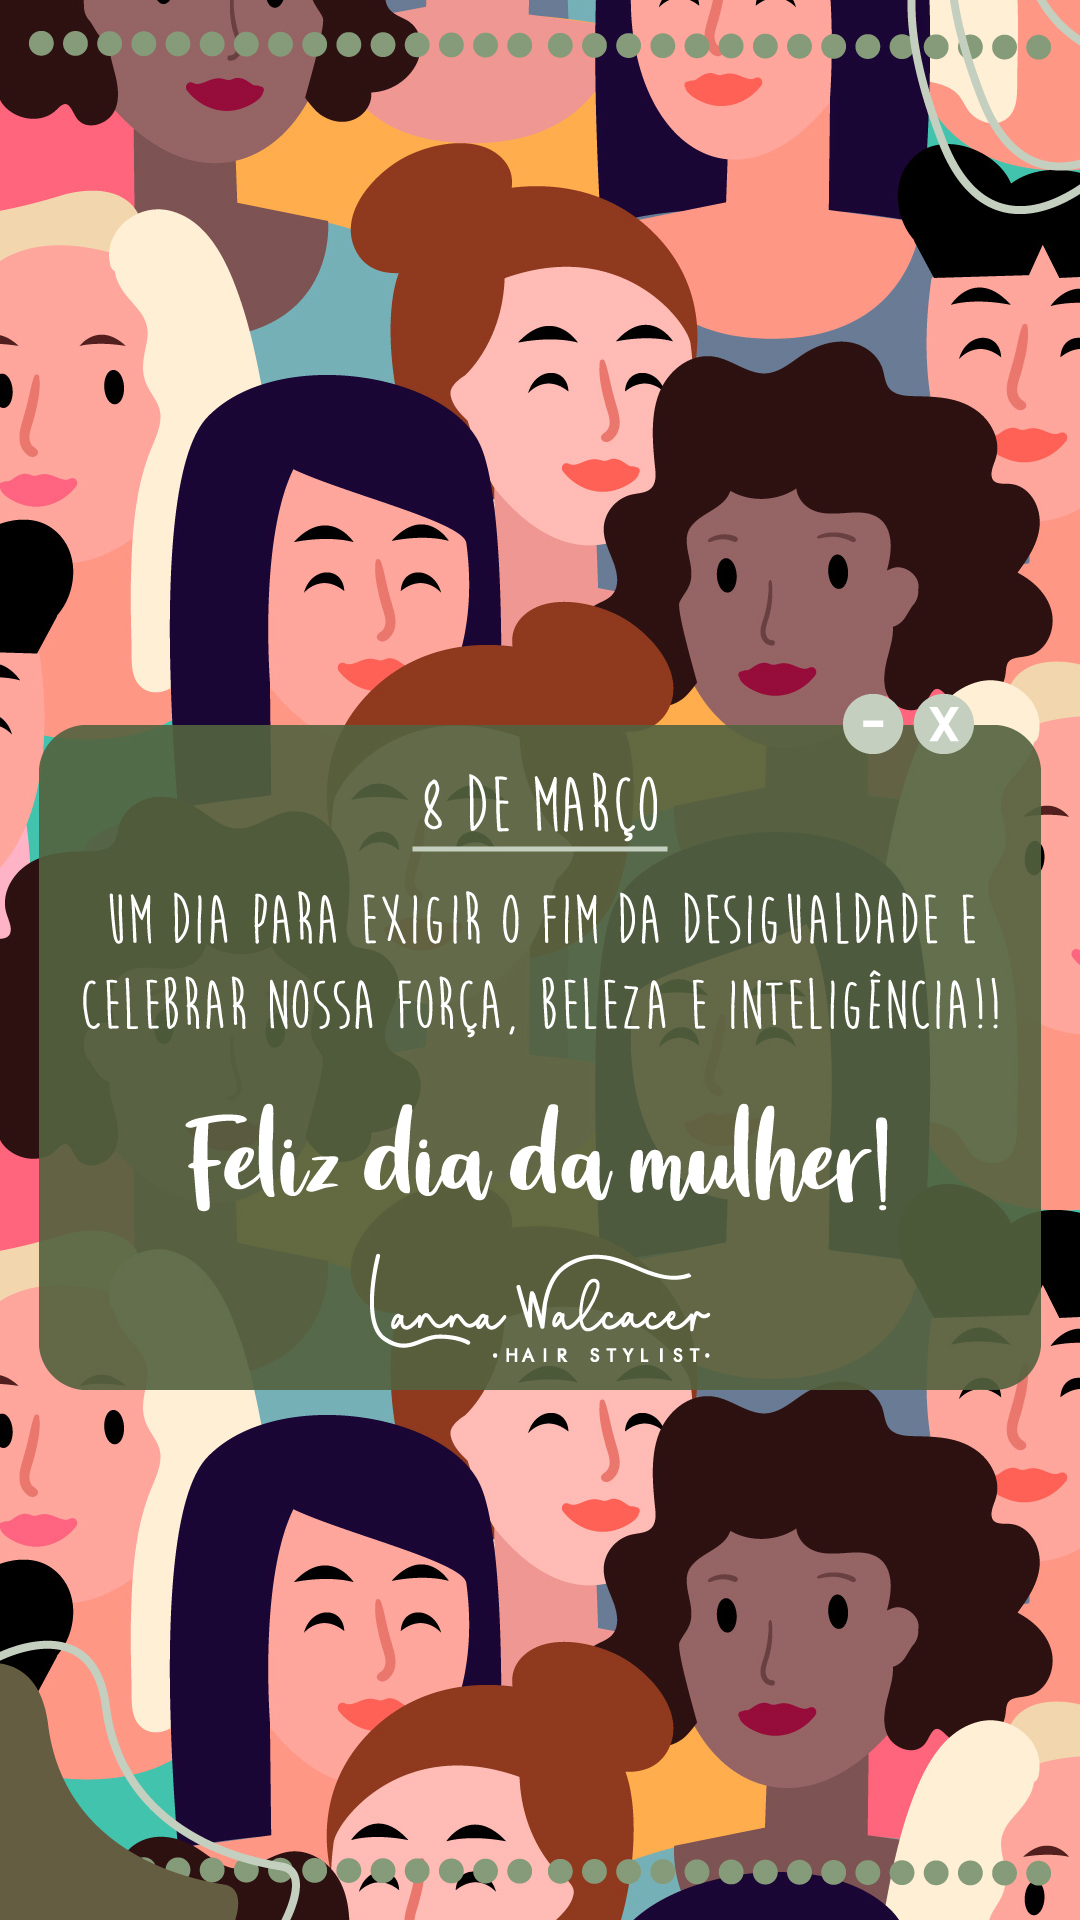 - X
8 DE MARÇO
UM DIA PARA EXIGIR O FIM DA DESIGUALDADE E
CELEBRAR NOSSA FORÇA, BELEZA E INTELIGÊNCIA!!
Feliz dia da mulher!
Lanna Walcacer
•HAIR STYLIST•